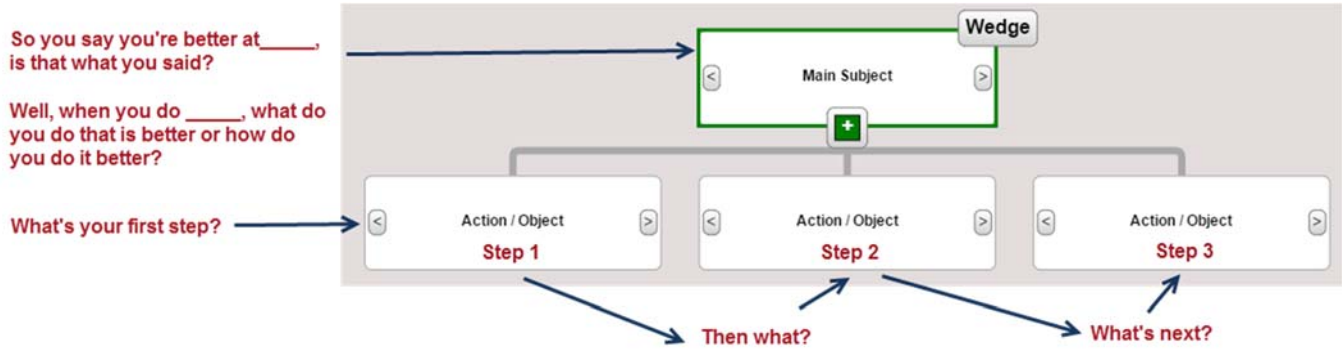 So you say you're better at_____,
is that what you said?
Well, when you do _____, what do
you do that is better or how do
you do it better?
What's your first step?
Wedge
< Main Subject >
+
< Action / Object >
Step 1
< Action / Object >
Step 2
< Action / Object >
Step 3
Then what?
What's next?